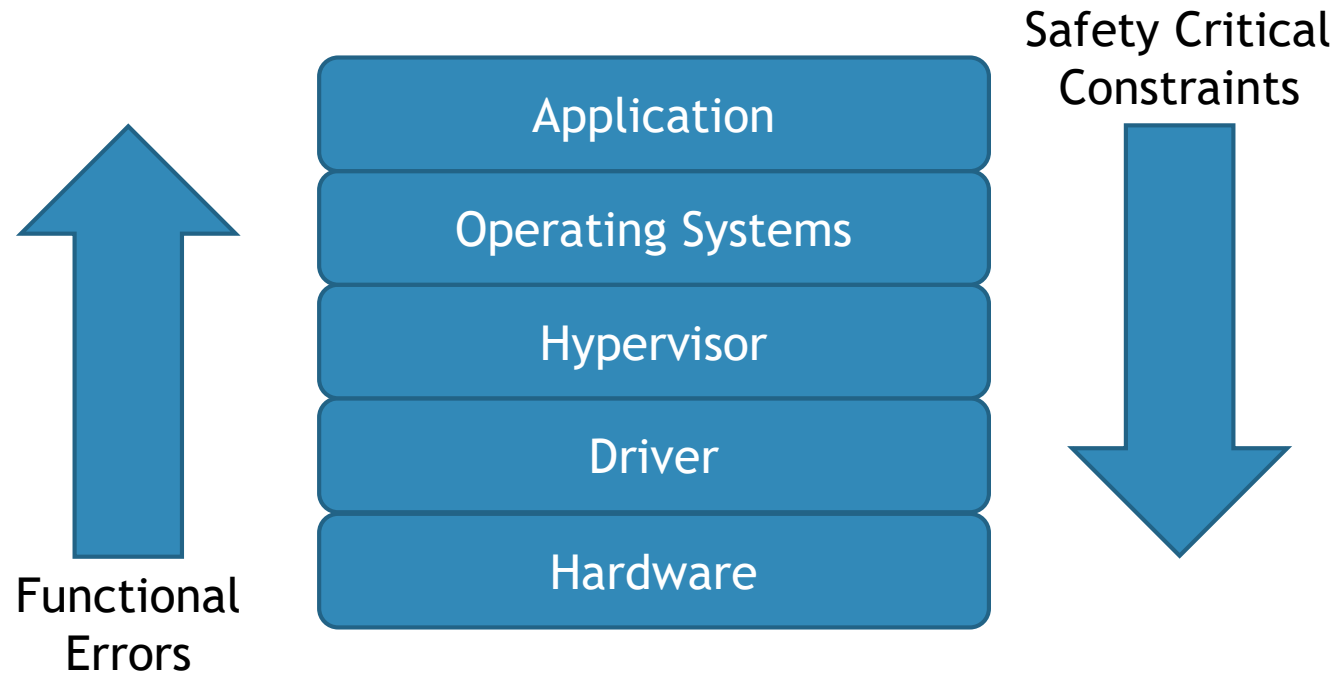 Safety Critical
Constraints
Application
Operating Systems
Hypervisor
Driver
Hardware
Functional
Errors